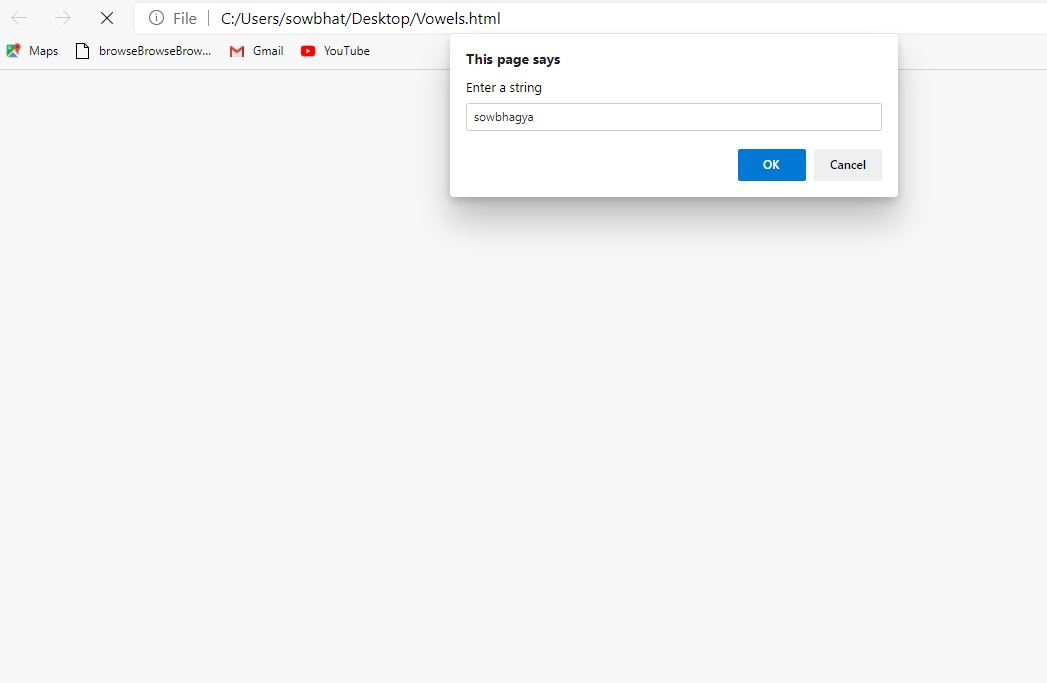 File C:/Users/sowbhat/Desktop/Vowels.html
Maps browseBrowseBrow... Gmail YouTube
This page says
Enter a string
sowbhagya
OK Cancel